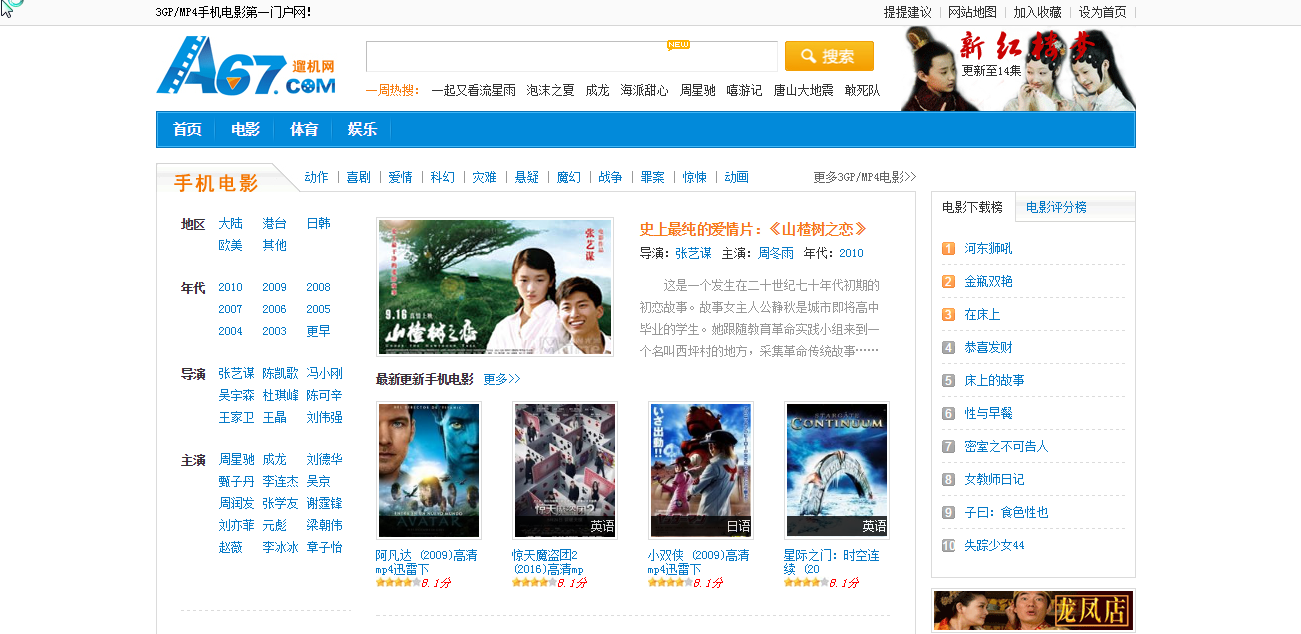 3GP/MP4手机电影第一门户网!
提提建议 | 网站地图 | 加入收藏 | 设为首页 |
A67.COM 遛机网
NEW
搜索
一周热搜: 一起又看流星雨 泡沫之夏 成龙 海派甜心 周星驰 嘻游记 唐山大地震 敢死队
新红楼梦
更新至14集
首页 电影 体育 娱乐
手机电影
动作 | 喜剧 | 爱情 | 科幻 | 灾难 | 悬疑 | 魔幻 | 战争 | 罪案 | 惊悚 | 动画
更多3GP/MP4电影>>
地区 大陆 港台 日韩
欧美 其他
年代 2010 2009 2008
2007 2006 2005
2004 2003 更早
导演 张艺谋 陈凯歌 冯小刚
吴宇森 杜琪峰 陈可辛
王家卫 王晶 刘伟强
主演 周星驰 成龙 刘德华
甄子丹 李连杰 吴京
周润发 张学友 谢霆锋
刘亦菲 元彪 梁朝伟
赵薇 李冰冰 章子怡
张艺谋
电影作品
9.16
山楂树之恋
史上最纯的爱情片：《山楂树之恋》
导演：张艺谋 主演：周冬雨 年代：2010
这是一个发生在二十世纪七十年代初期的
初恋故事。故事女主人公静秋是城市即将高中
毕业的学生。她跟随教育革命实践小组来到一
个名叫西坪村的地方，采集革命传统故事……
最新更新手机电影 更多>>
DEL DIRECTOR DE TITANIC
ENTRE EN UN NUEVO MUNDO
AVATAR
阿凡达 (2009)高清
mp4迅雷下
8.1分
惊天魔盗团2
英语
惊天魔盗团2
(2016)高清mp
8.1分
いざ出動!!
日语
小双侠 (2009)高清
mp4迅雷下
8.1分
STARGATE
CONTINUUM
英语
星际之门：时空连
续 (20
8.1分
电影下载榜 电影评分榜
1 河东狮吼
2 金瓶双艳
3 在床上
4 恭喜发财
5 床上的故事
6 性与早餐
7 密室之不可告人
8 女教师日记
9 子曰：食色性也
10 失踪少女44
龙凤店